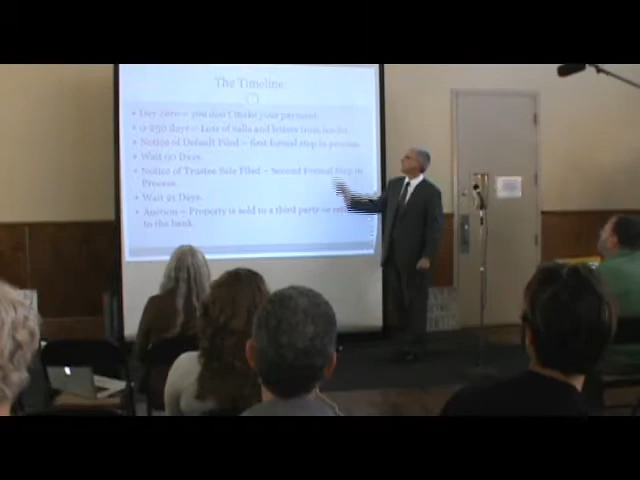 The Timeline:
• Day zero – you don't make your payment.
• 0-250 days – Lots of calls and letters from
• Notice of Default Filed – first formal step in process.
• Wait 90 Days.
• Notice of Trustee Sale Filed – Second Formal Step in
Process.
• Wait 21 Days.
• Auction – Property is sold to a third party or
to the bank.